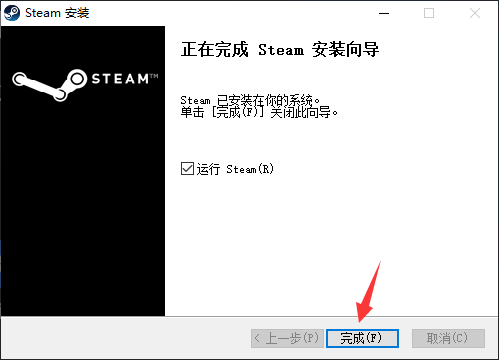 Steam 安装
正在完成 Steam 安装向导
STEAM™
Steam 已安装在你的系统。
单击 [完成(F)] 关闭此向导。
运行 Steam(R)
< 上一步(P)
完成(F)
取消(C)